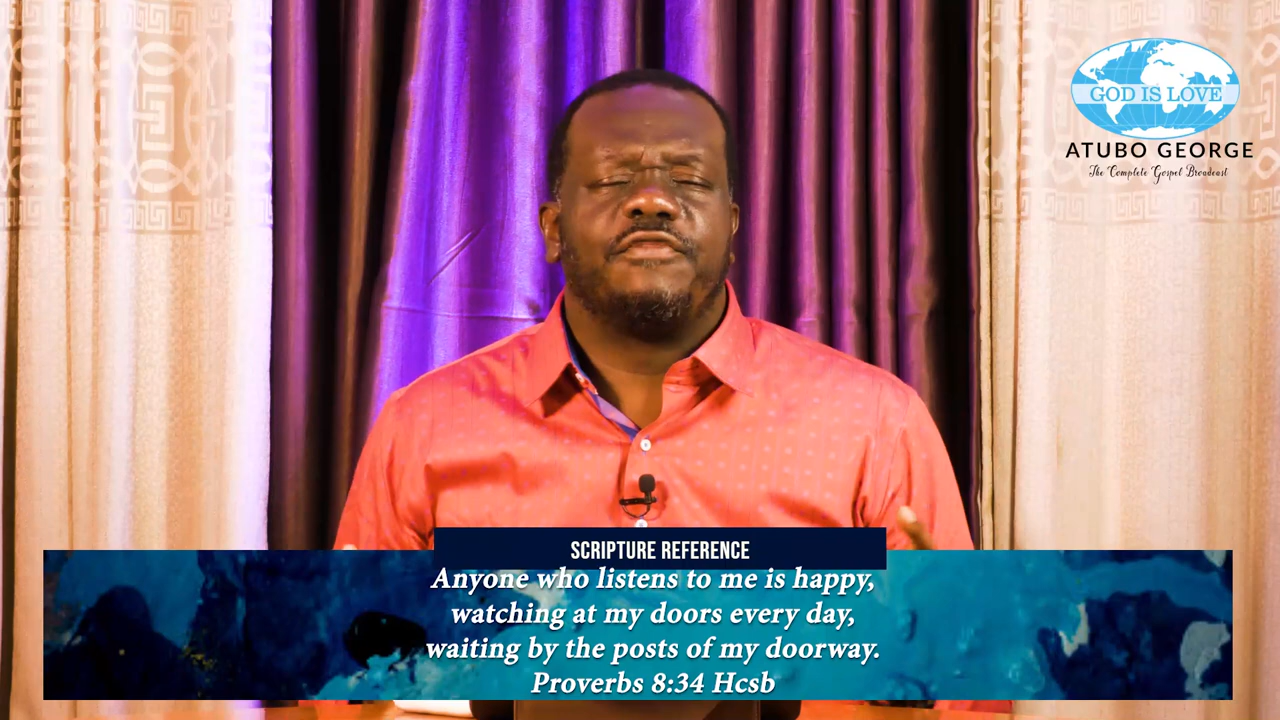 GOD IS LOVE
ATUBO GEORGE
The Complete Gospel Broadcast
SCRIPTURE REFERENCE
Anyone who listens to me is happy,
watching at my doors every day,
waiting by the posts of my doorway.
Proverbs 8:34 Hcsb